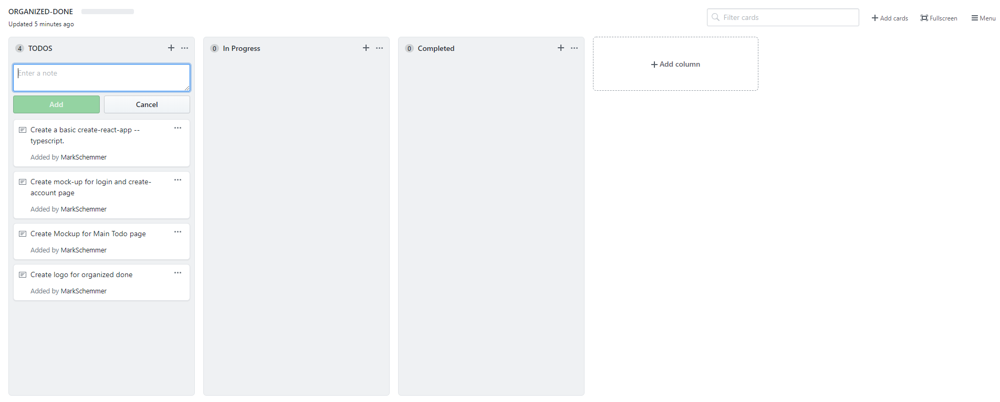 ORGANIZED-DONE
Updated 5 minutes ago
Filter cards
Add cards
Fullscreen
Menu
4 TODOS
Enter a note
Add
Cancel
Create a basic create-react-app --
typescript.
Added by MarkSchemmer
Create mock-up for login and create-
account page
Added by MarkSchemmer
Create Mockup for Main Todo page
Added by MarkSchemmer
Create logo for organized done
Added by MarkSchemmer
0 In Progress
0 Completed
Add column